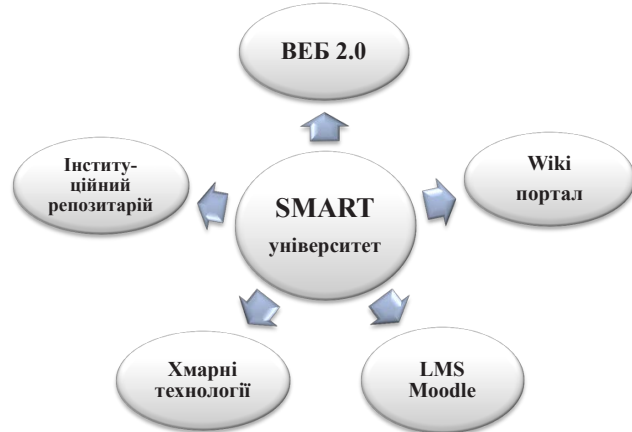 ВЕБ 2.0
Інститу-
ційний
репозитарій
SMART
університет
Wiki
портал
Хмарні
технології
LMS
Moodle